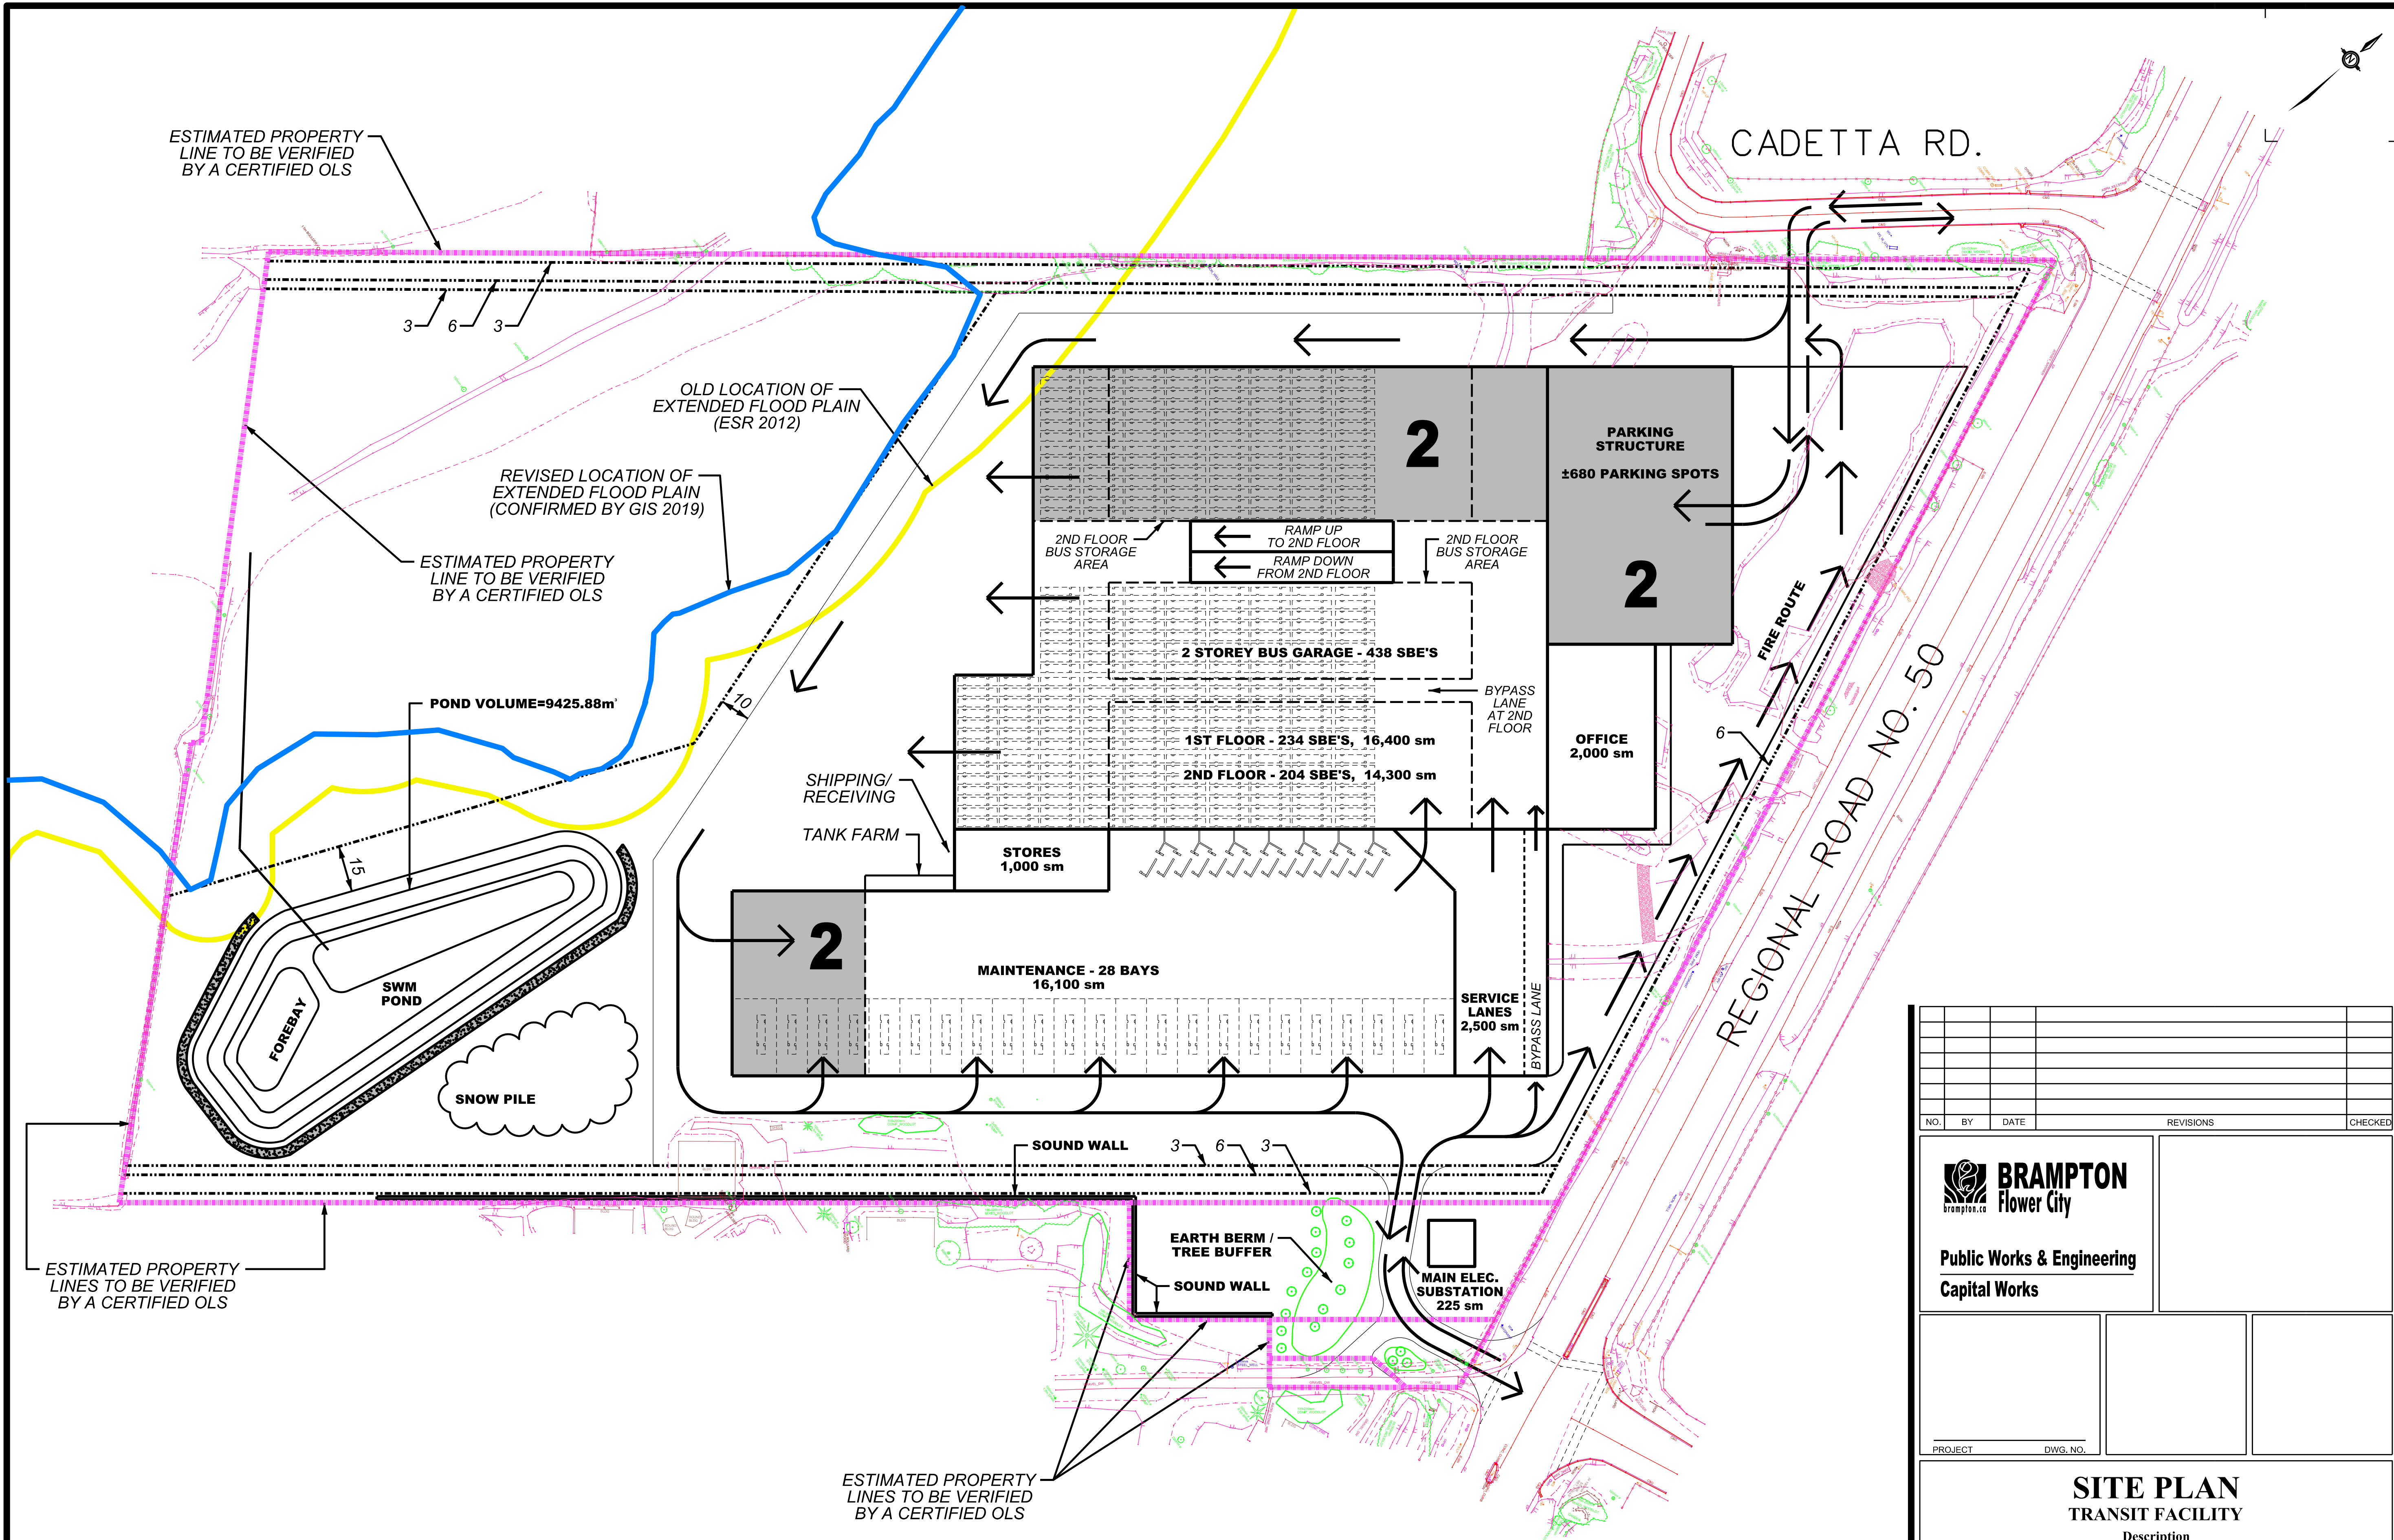 CADETTA RD.
N
ESTIMATED PROPERTY
LINE TO BE VERIFIED
BY A CERTIFIED OLS
3
6
3
OLD LOCATION OF
EXTENDED FLOOD PLAIN
(ESR 2012)
REVISED LOCATION OF
EXTENDED FLOOD PLAIN
(CONFIRMED BY GIS 2019)
ESTIMATED PROPERTY
LINE TO BE VERIFIED
BY A CERTIFIED OLS
2
PARKING
STRUCTURE
±680 PARKING SPOTS
2
2ND FLOOR
BUS STORAGE
AREA
RAMP UP
TO 2ND FLOOR
RAMP DOWN
FROM 2ND FLOOR
2ND FLOOR
BUS STORAGE
AREA
FIRE ROUTE
2 STOREY BUS GARAGE - 438 SBE'S
BYPASS
LANE
AT 2ND
FLOOR
POND VOLUME=9425.88m³
10
1ST FLOOR - 234 SBE'S, 16,400 sm
2ND FLOOR - 204 SBE'S, 14,300 sm
OFFICE
2,000 sm
6
REGIONAL ROAD NO. 50
SHIPPING/
RECEIVING
TANK FARM
STORES
1,000 sm
15
2
MAINTENANCE - 28 BAYS
16,100 sm
SERVICE
LANES
2,500 sm
BYPASS LANE
SWM
POND
FOREBAY
SNOW PILE
SOUND WALL
3
6
3
EARTH BERM /
TREE BUFFER
SOUND WALL
MAIN ELEC.
SUBSTATION
225 sm
ESTIMATED PROPERTY
LINES TO BE VERIFIED
BY A CERTIFIED OLS
ESTIMATED PROPERTY
LINES TO BE VERIFIED
BY A CERTIFIED OLS
NO. BY DATE REVISIONS CHECKED
BRAMPTON
Flower City
brampton.ca
Public Works & Engineering
Capital Works
PROJECT DWG. NO.
SITE PLAN
TRANSIT FACILITY
Description